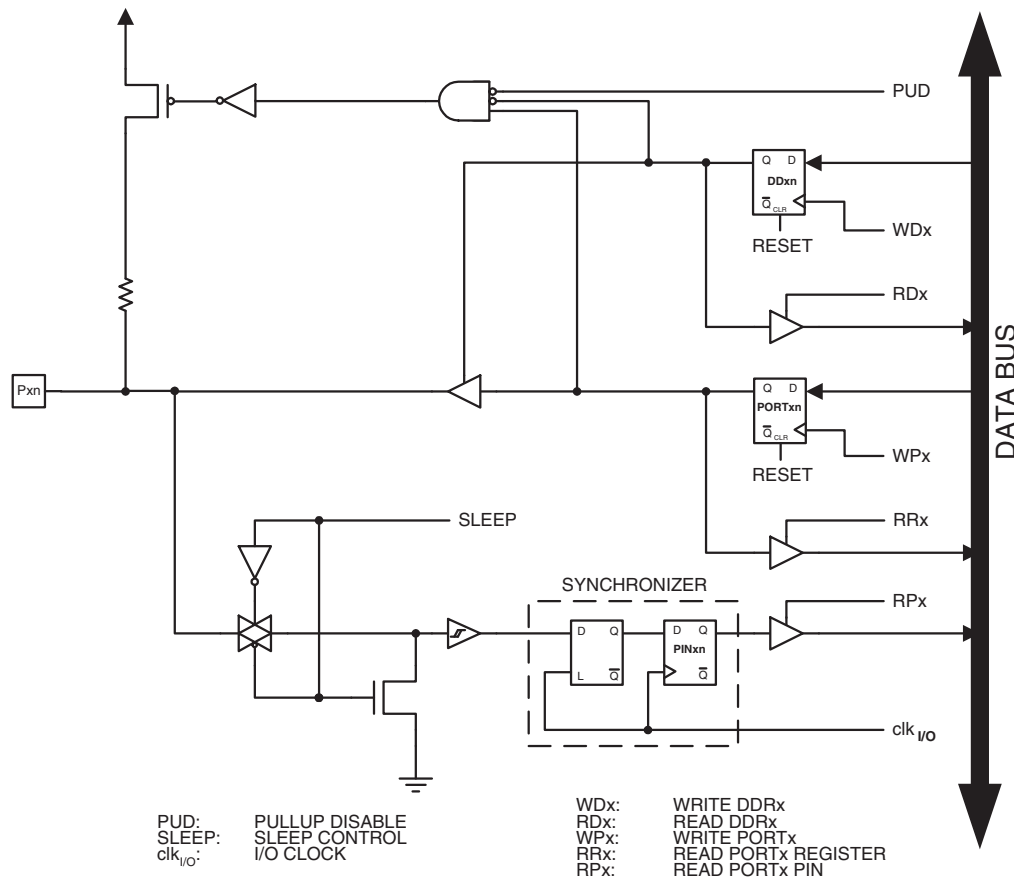 PUD
Q D
DDxn
Q CLR
WDx
RESET
RDx
DATA BUS
Pxn
Q D
PORTxn
Q CLR
WPx
RESET
SLEEP
RRx
SYNCHRONIZER
RPx
D Q
L Q
D Q
PINxn
Q
clk I/O
PUD: PULLUP DISABLE
SLEEP: SLEEP CONTROL
clkI/O: I/O CLOCK
WDx: WRITE DDRx
RDx: READ DDRx
WPx: WRITE PORTx
RRx: READ PORTx REGISTER
RPx: READ PORTx PIN